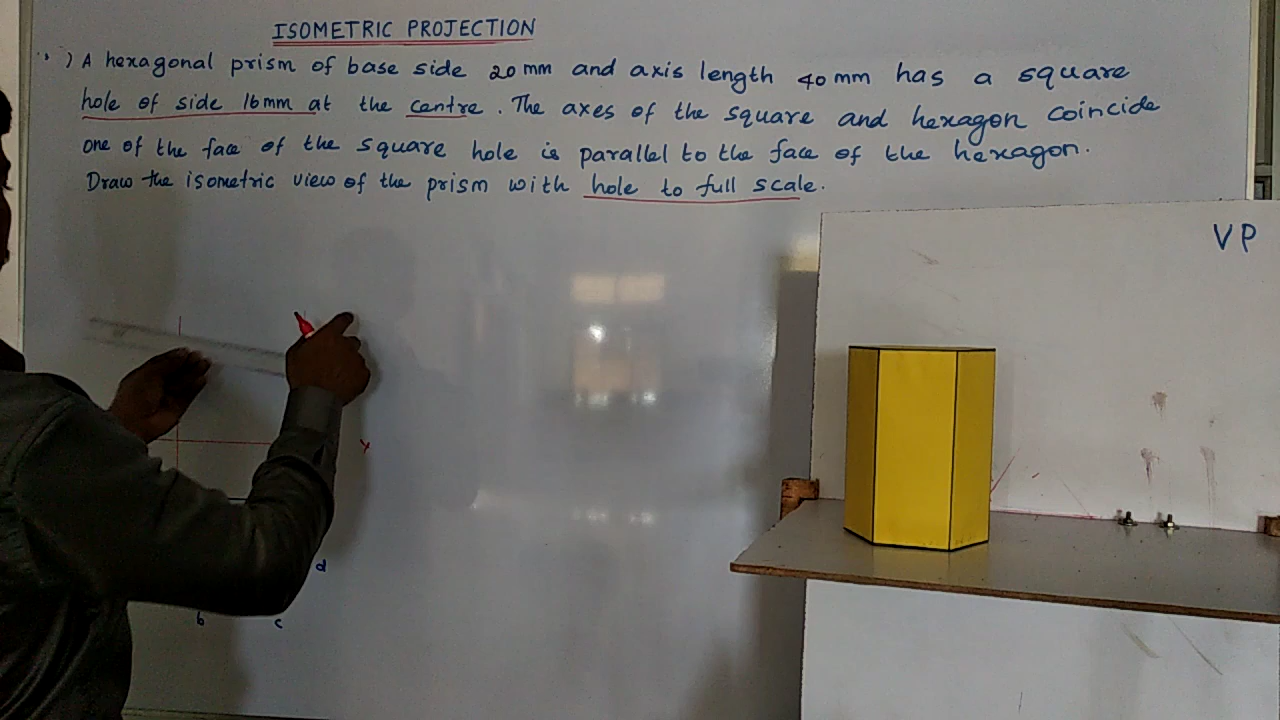 ISOMETRIC PROJECTION
) A hexagonal prism of base side 20mm and axis length 40mm has a square
hole of side 16mm at the centre. The axes of the square and hexagon coincide
one of the face of the square hole is parallel to the face of the hexagon.
Draw the isometric view of the prism with hole to full scale.
VP
Y
d
b c